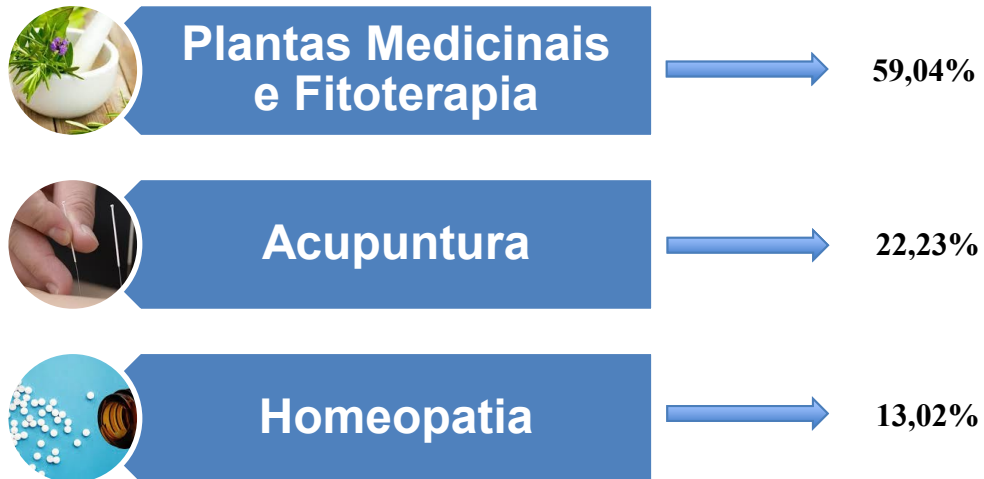 Plantas Medicinais
e Fitoterapia
59,04%
Acupuntura
22,23%
Homeopatia
13,02%